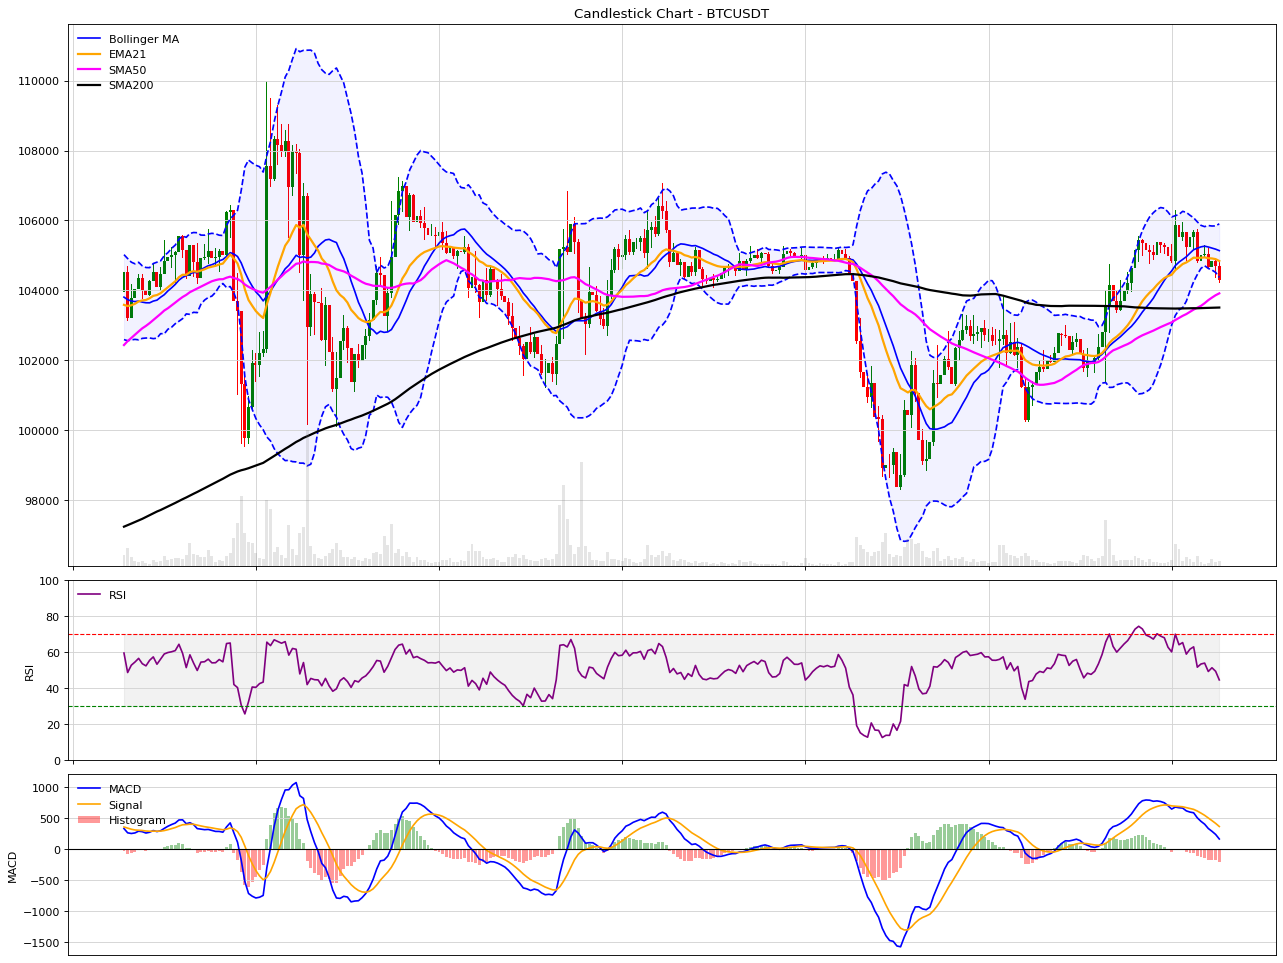 Candlestick Chart - BTCUSDT
Bollinger MA
EMA21
SMA50
SMA200
110000
108000
106000
104000
102000
100000
98000
RSI
100
80
60
40
20
0
RSI
MACD
Signal
Histogram
1000
500
0
−500
−1000
−1500
MACD